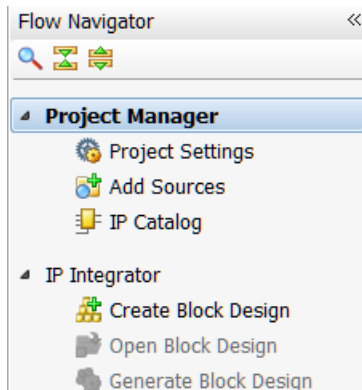 Flow Navigator
Project Manager
Project Settings
Add Sources
IP Catalog
IP Integrator
Create Block Design
Open Block Design
Generate Block Design